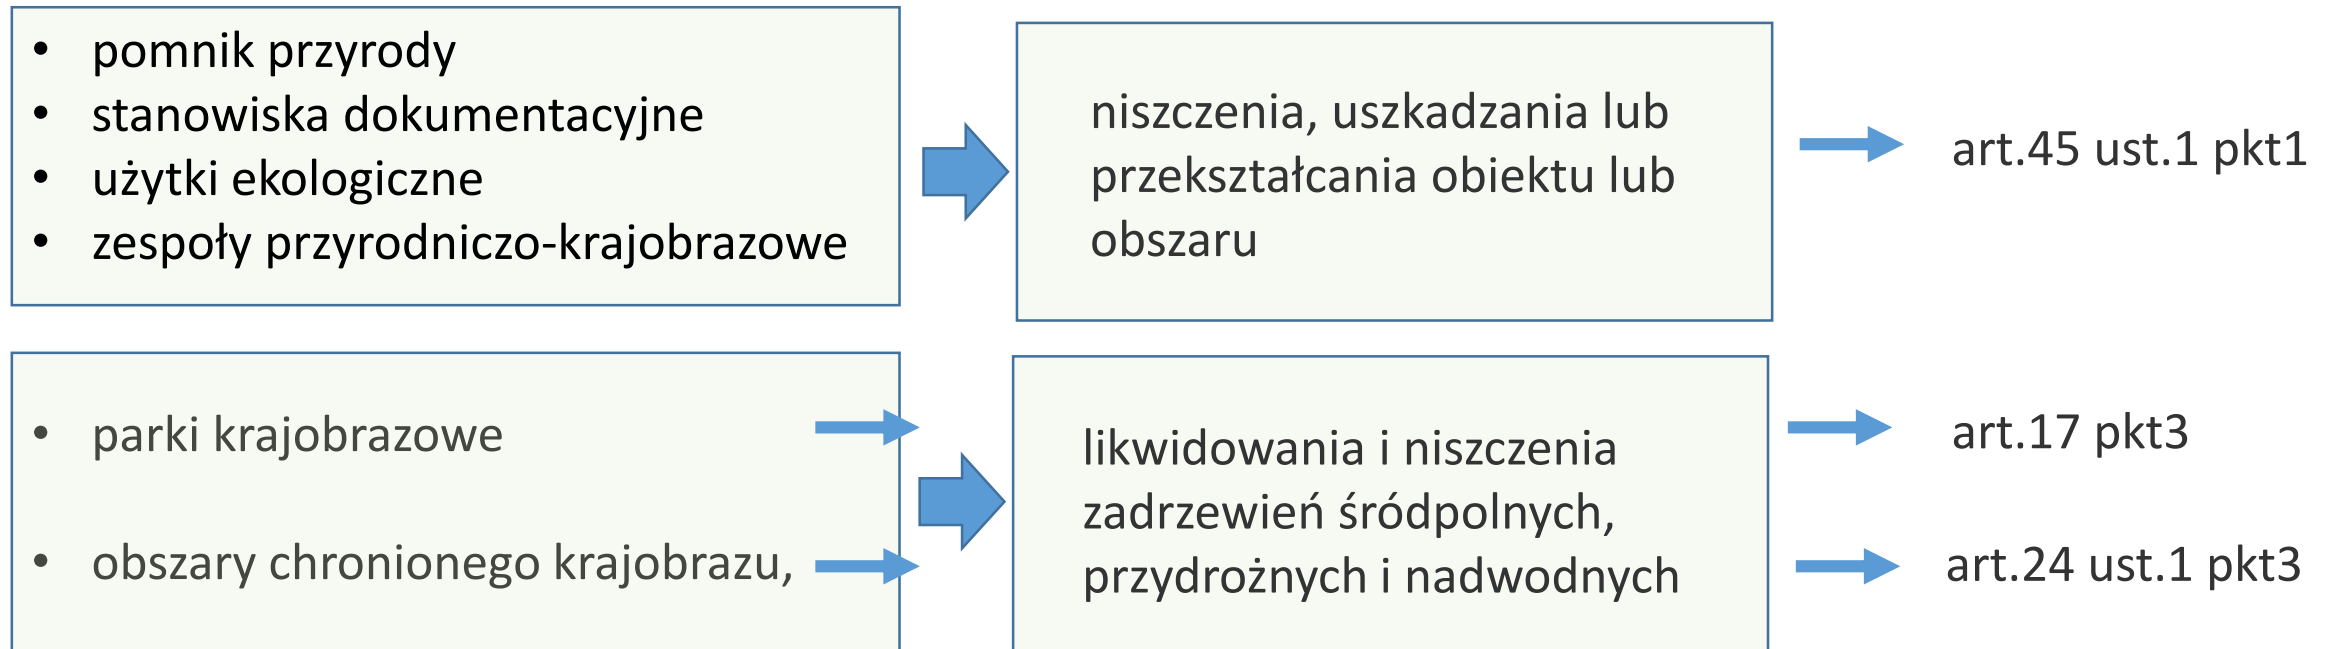 • pomnik przyrody
• stanowiska dokumentacyjne
• użytki ekologiczne
• zespoły przyrodniczo-krajobrazowe
niszczenia, uszkadzania lub
przekształcania obiektu lub
obszaru
art.45 ust.1 pkt1
• parki krajobrazowe
• obszary chronionego krajobrazu,
likwidowania i niszczenia
zadrzewień śródpolnych,
przydrożnych i nadwodnych
art.17 pkt3
art.24 ust.1 pkt3